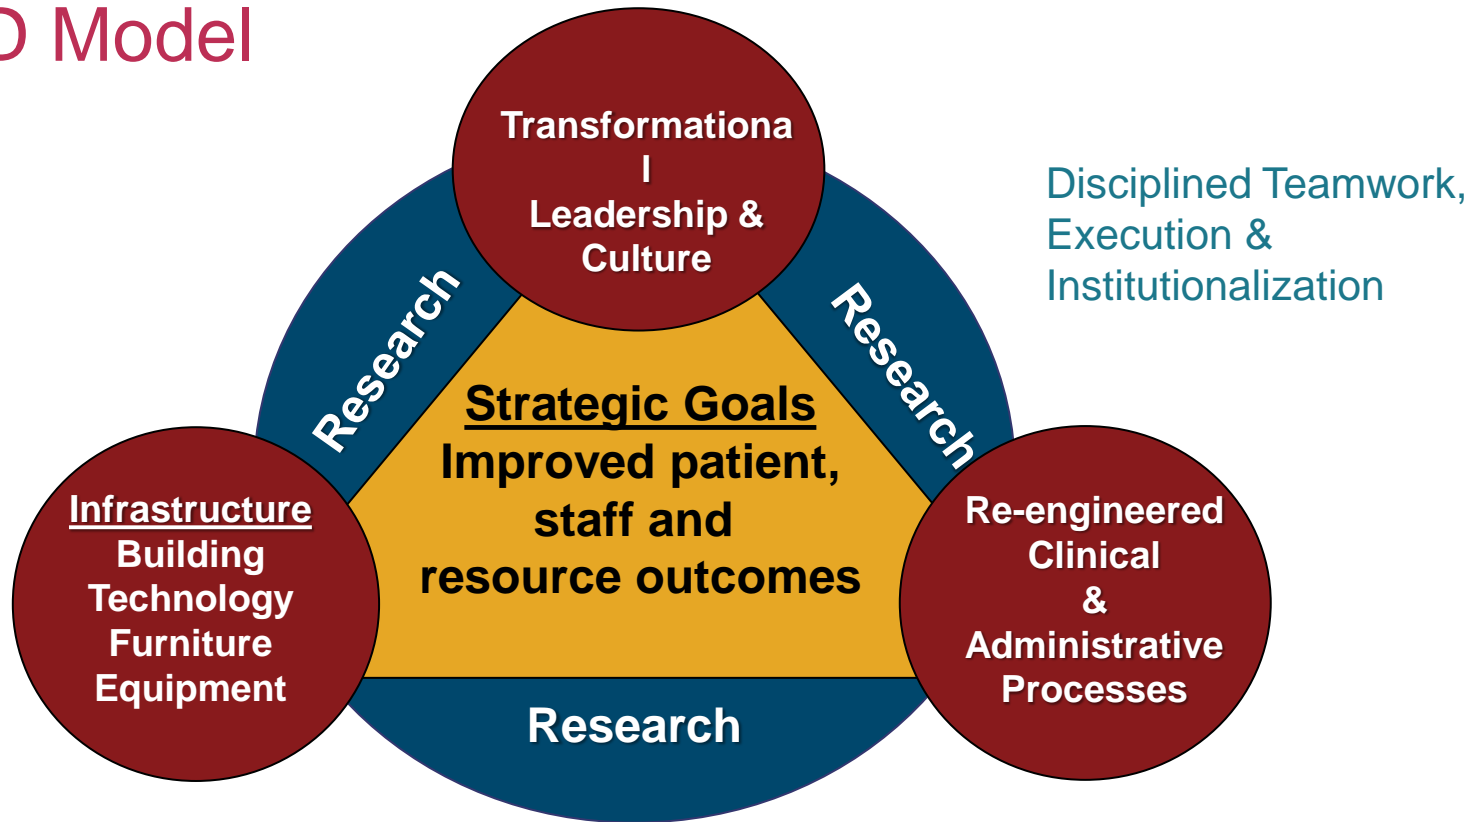 D Model
Transformationa
l
Leadership &
Culture
Disciplined Teamwork,
Execution &
Institutionalization
Research
Research
Strategic Goals
Improved patient,
staff and
resource outcomes
Infrastructure
Building
Technology
Furniture
Equipment
Re-engineered
Clinical
&
Administrative
Processes
Research